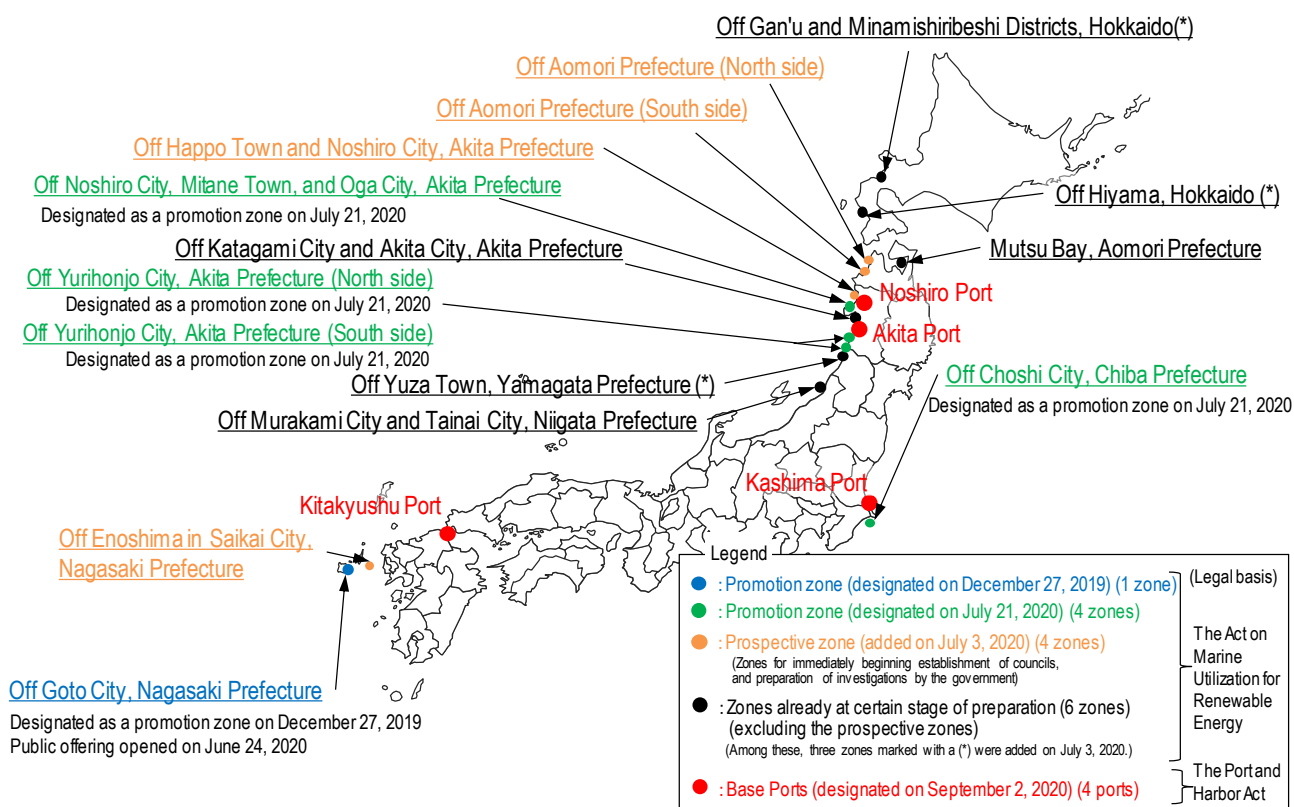 Off Gan'u and Minamishiribeshi Districts, Hokkaido(*)
Off Aomori Prefecture (North side)
Off Aomori Prefecture (South side)
Off Happo Town and Noshiro City, Akita Prefecture
Off Noshiro City, Mitane Town, and Oga City, Akita Prefecture
Designated as a promotion zone on July 21, 2020
Off Hiyama, Hokkaido (*)
Off Katagami City and Akita City, Akita Prefecture
Mutsu Bay, Aomori Prefecture
Off Yurihonjo City, Akita Prefecture (North side)
Designated as a promotion zone on July 21, 2020
Noshiro Port
Off Yurihonjo City, Akita Prefecture (South side)
Designated as a promotion zone on July 21, 2020
Akita Port
Off Yuza Town, Yamagata Prefecture (*)
Off Choshi City, Chiba Prefecture
Designated as a promotion zone on July 21, 2020
Off Murakami City and Tainai City, Niigata Prefecture
Kashima Port
Kitakyushu Port
Off Enoshima in Saikai City,
Nagasaki Prefecture
Off Goto City, Nagasaki Prefecture
Designated as a promotion zone on December 27, 2019
Public offering opened on June 24, 2020
Legend
: Promotion zone (designated on December 27, 2019) (1 zone)
: Promotion zone (designated on July 21, 2020) (4 zones)
: Prospective zone (added on July 3, 2020) (4 zones)
(Zones for immediately beginning establishment of councils,
and preparation of investigations by the government)
: Zones already at certain stage of preparation (6 zones)
(excluding the prospective zones)
(Among these, three zones marked with a (*) were added on July 3, 2020.)
: Base Ports (designated on September 2, 2020) (4 ports)
(Legal basis)
The Act on
Marine
Utilization for
Renewable
Energy
The Port and
Harbor Act